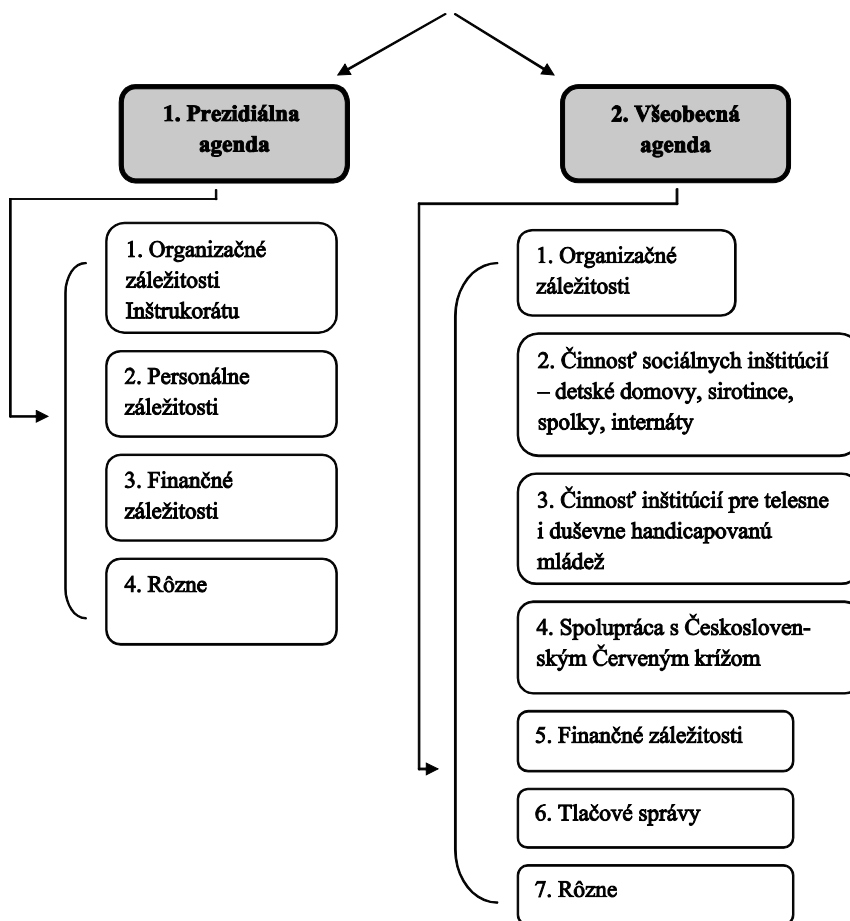 1. Prezidiálna
agenda
1. Organizačné
záležitosti
Inštrukorátu
2. Personálne
záležitosti
3. Finančné
záležitosti
4. Rôzne
2. Všeobecná
agenda
1. Organizačné
záležitosti
2. Činnosť sociálnych inštitúcií
– detské domovy, sirotince,
spolky, internáty
3. Činnosť inštitúcií pre telesne
i duševne handicapovanú
mládež
4. Spolupráca s Českosloven-
ským Červeným krížom
5. Finančné záležitosti
6. Tlačové správy
7. Rôzne